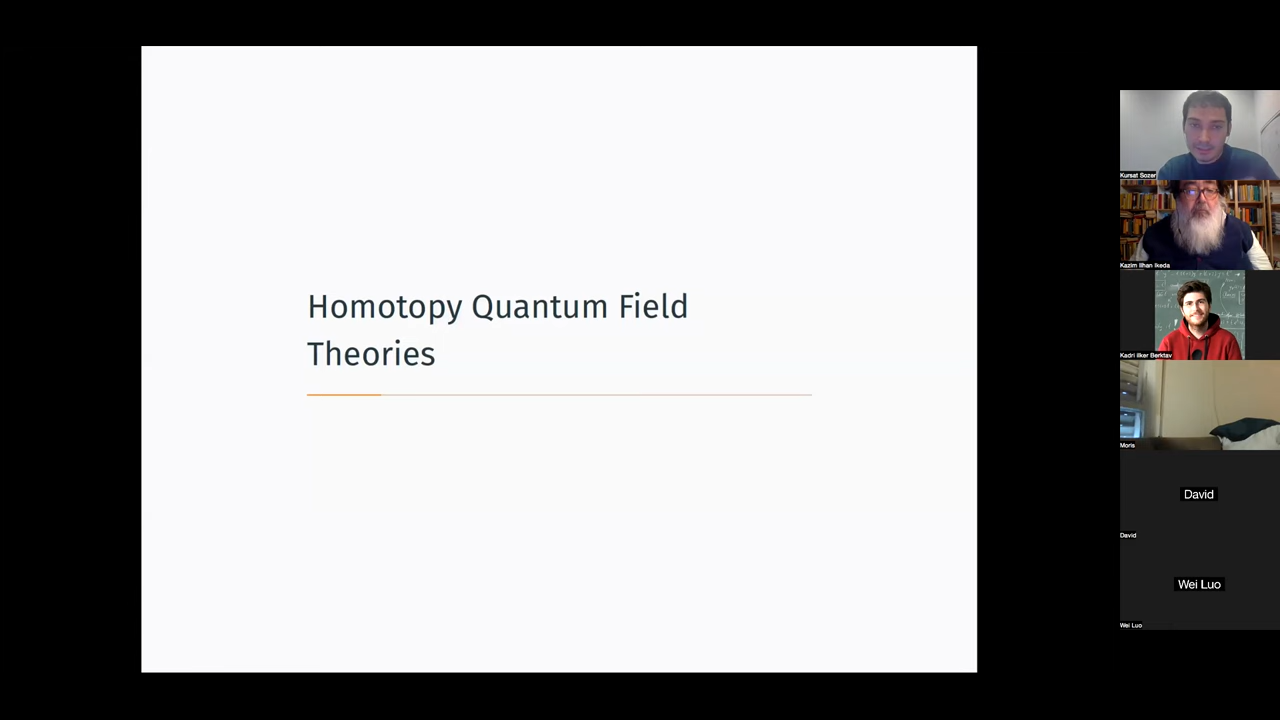 Homotopy Quantum Field
Theories
Kursat Sozer
Kazim Ilhan Ikeda
Kadri ilker Berktav
Moris
David
David
Wei Luo
Wei Luo